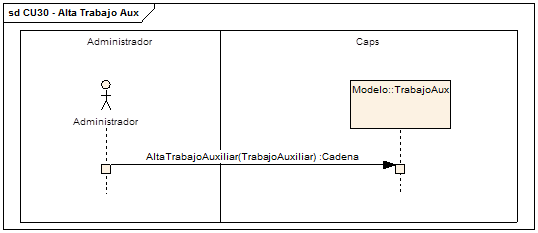 sd CU30 - Alta Trabajo Aux
Administrador
Caps
Modelo::TrabajoAux
Administrador
AltaTrabajoAuxiliar(TrabajoAuxiliar) :Cadena